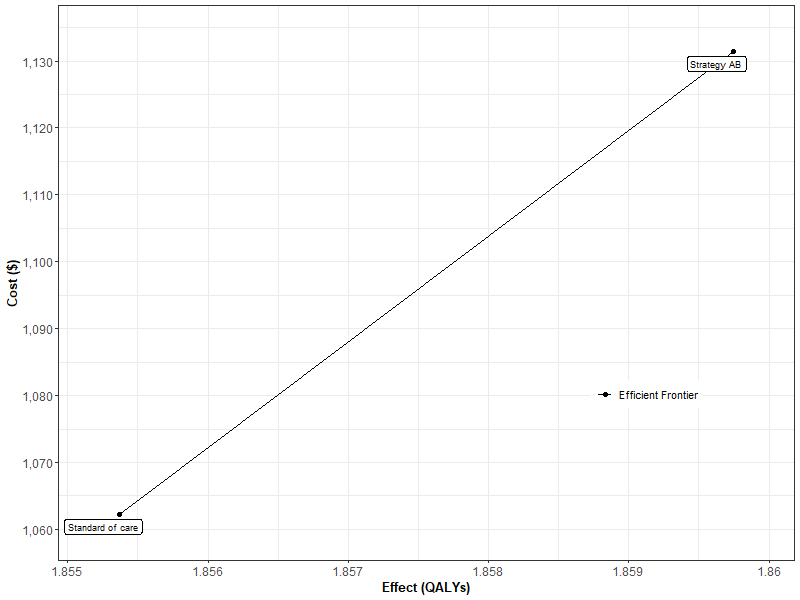 Cost ($)
1,130
1,120
1,110
1,100
1,090
1,080
1,070
1,060
Strategy AB
Efficient Frontier
Standard of care
1.855
1.856
1.857
1.858
1.859
1.86
Effect (QALYs)